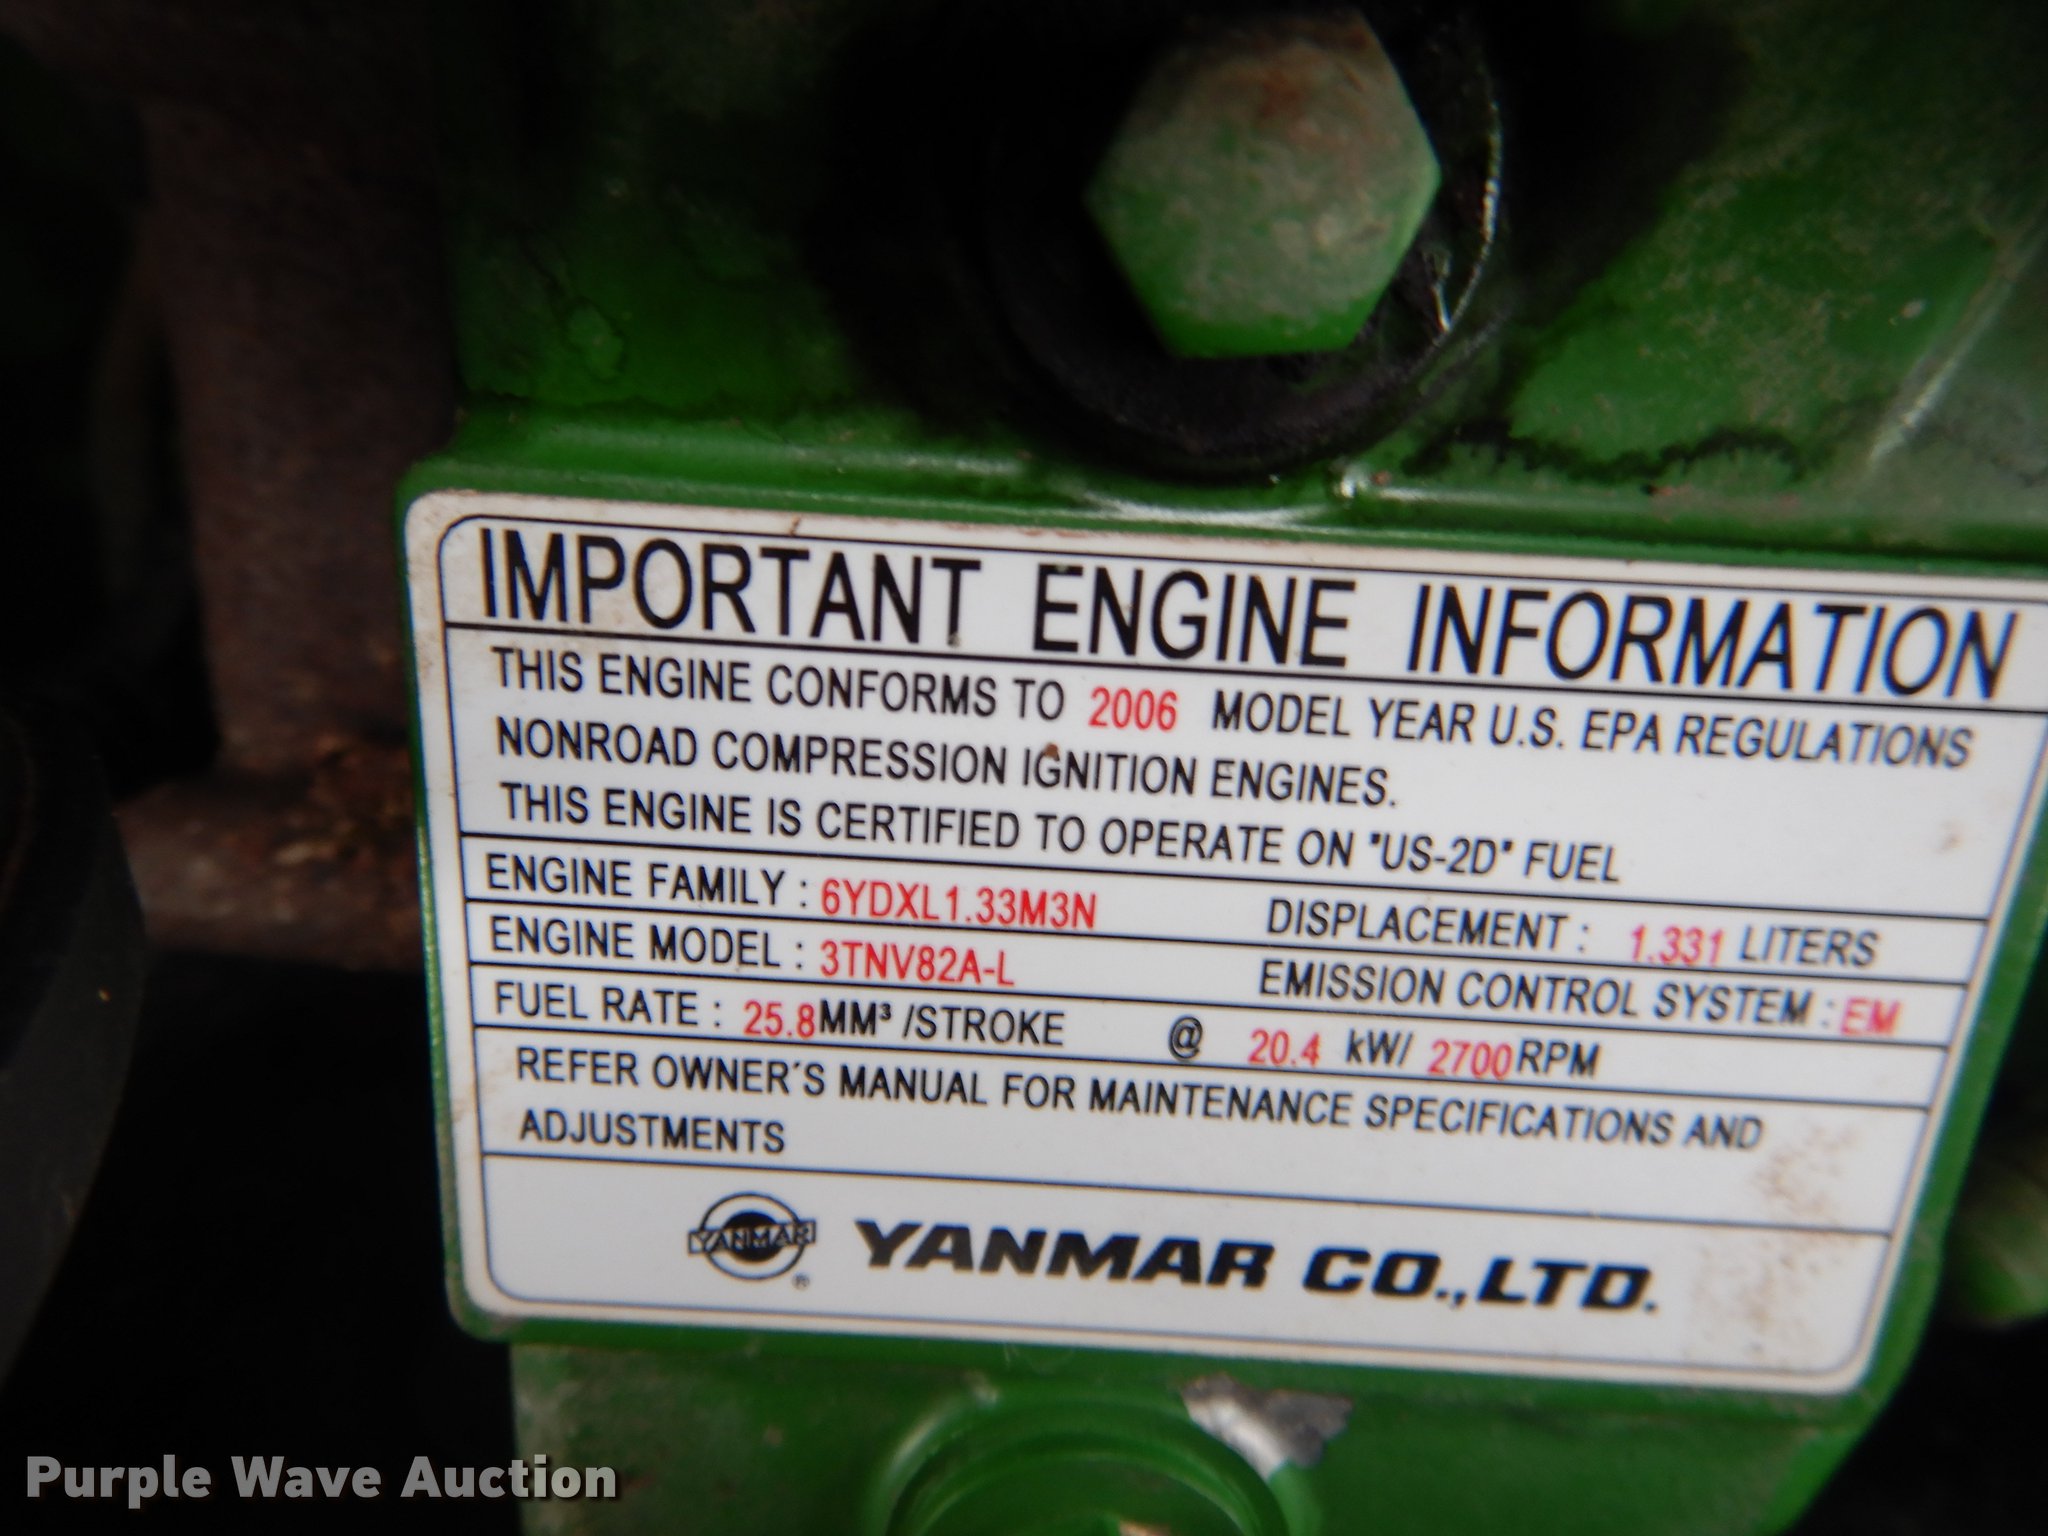 IMPORTANT ENGINE INFORMATION
THIS ENGINE CONFORMS TO 2006 MODEL YEAR U.S. EPA REGULATIONS
NONROAD COMPRESSION IGNITION ENGINES.
THIS ENGINE IS CERTIFIED TO OPERATE ON "US-2D" FUEL
ENGINE FAMILY : 6YDXL1.33M3N DISPLACEMENT : 1.331 LITERS
ENGINE MODEL : 3TNV82A-L EMISSION CONTROL SYSTEM : EM
FUEL RATE : 25.8MM³ /STROKE @ 20.4 kW/ 2700RPM
REFER OWNER´S MANUAL FOR MAINTENANCE SPECIFICATIONS AND
ADJUSTMENTS
YANMAR ® YANMAR CO.,LTD.
Purple Wave Auction